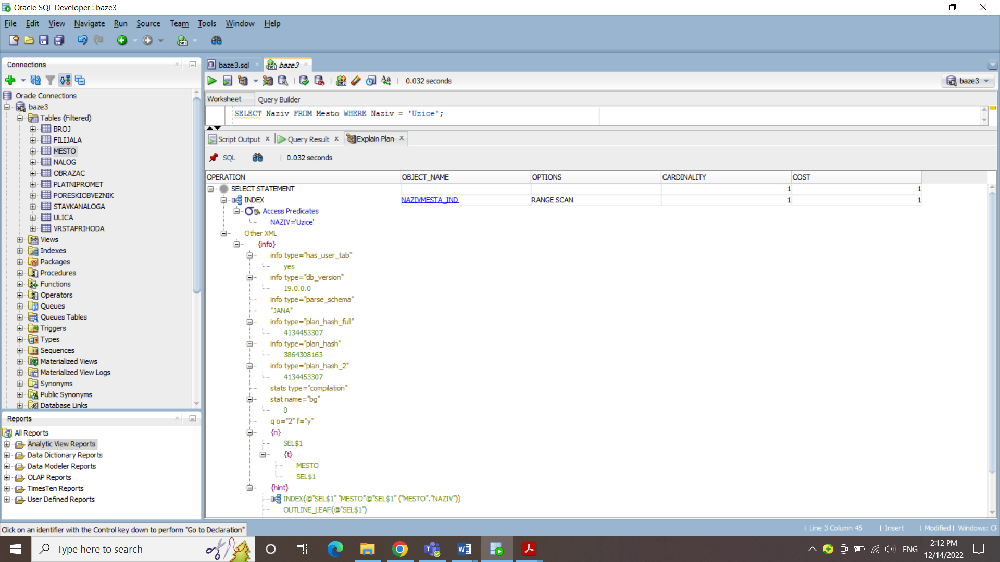 Oracle SQL Developer : baze3
File Edit View Navigate Run Source Team Tools Window Help
Connections
Oracle Connections
baze3
Tables (Filtered)
BROJ
FILIJALA
MESTO
NALOG
OBRAZAC
PLATNIPROMET
PORESKIOBVEZNIK
STAVKANALOGA
ULICA
VRSTAPRIHODA
Views
Indexes
Packages
Procedures
Functions
Operators
Queues
Queues Tables
Triggers
Types
Sequences
Materialized Views
Materialized View Logs
Synonyms
Public Synonyms
Database Links
Reports
All Reports
Analytic View Reports
Data Dictionary Reports
Data Modeler Reports
OLAP Reports
TimesTen Reports
User Defined Reports
baze3.sql baze3
0.032 seconds baze3
Worksheet Query Builder
SELECT Naziv FROM Mesto WHERE Naziv = 'Uzice';
Script Output Query Result Explain Plan
SQL 0.032 seconds
OPERATION OBJECT_NAME OPTIONS CARDINALITY COST
SELECT STATEMENT 1 1
INDEX NAZIVMESTA_IND RANGE SCAN 1 1
Access Predicates
NAZIV='Uzice'
Other XML
{info}
info type="has_user_tab"
yes
info type="db_version"
19.0.0.0
info type="parse_schema"
"JANA"
info type="plan_hash_full"
4134453307
info type="plan_hash"
3864308163
info type="plan_hash_2"
4134453307
stats type="compilation"
stat name="bg"
0
q o="2" f="y"
{n}
SEL$1
{t}
MESTO
SEL$1
{hint}
INDEX(@"SEL$1" "MESTO"@"SEL$1" ("MESTO"."NAZIV"))
OUTLINE_LEAF(@"SEL$1")
Click on an identifier with the Control key down to perform "Go to Declaration"
| Line 3 Column 45 | Insert | Modified | Windows: CF
Type here to search
ENG
2:12 PM
12/14/2022